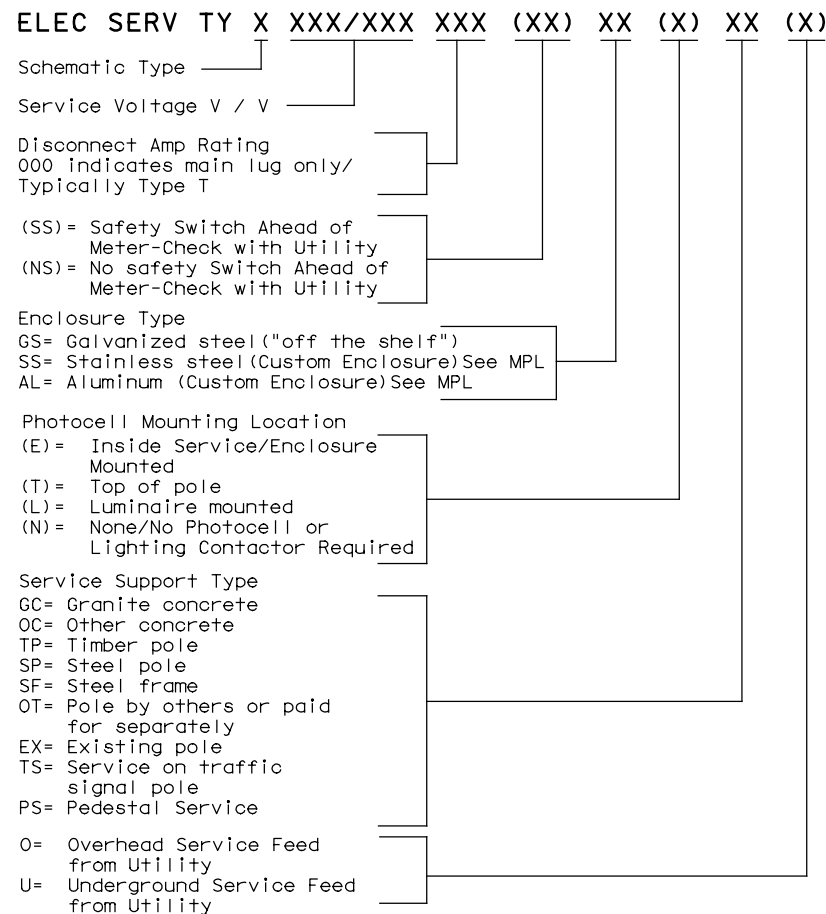 ELEC SERV TY X XXX/XXX XXX (XX) XX (X) XX (X)
Schematic Type
Service Voltage V / V
Disconnect Amp Rating
000 indicates main lug only/
Typically Type T
(SS)= Safety Switch Ahead of
Meter-Check with Utility
(NS)= No safety Switch Ahead of
Meter-Check with Utility
Enclosure Type
GS= Galvanized steel("off the shelf")
SS= Stainless steel(Custom Enclosure)See MPL
AL= Aluminum (Custom Enclosure)See MPL
Photocell Mounting Location
(E)= Inside Service/Enclosure
Mounted
(T)= Top of pole
(L)= Luminaire mounted
(N)= None/No Photocell or
Lighting Contactor Required
Service Support Type
GC= Granite concrete
OC= Other concrete
TP= Timber pole
SP= Steel pole
SF= Steel frame
OT= Pole by others or paid
for separately
EX= Existing pole
TS= Service on traffic
signal pole
PS= Pedestal Service
O= Overhead Service Feed
from Utility
U= Underground Service Feed
from Utility